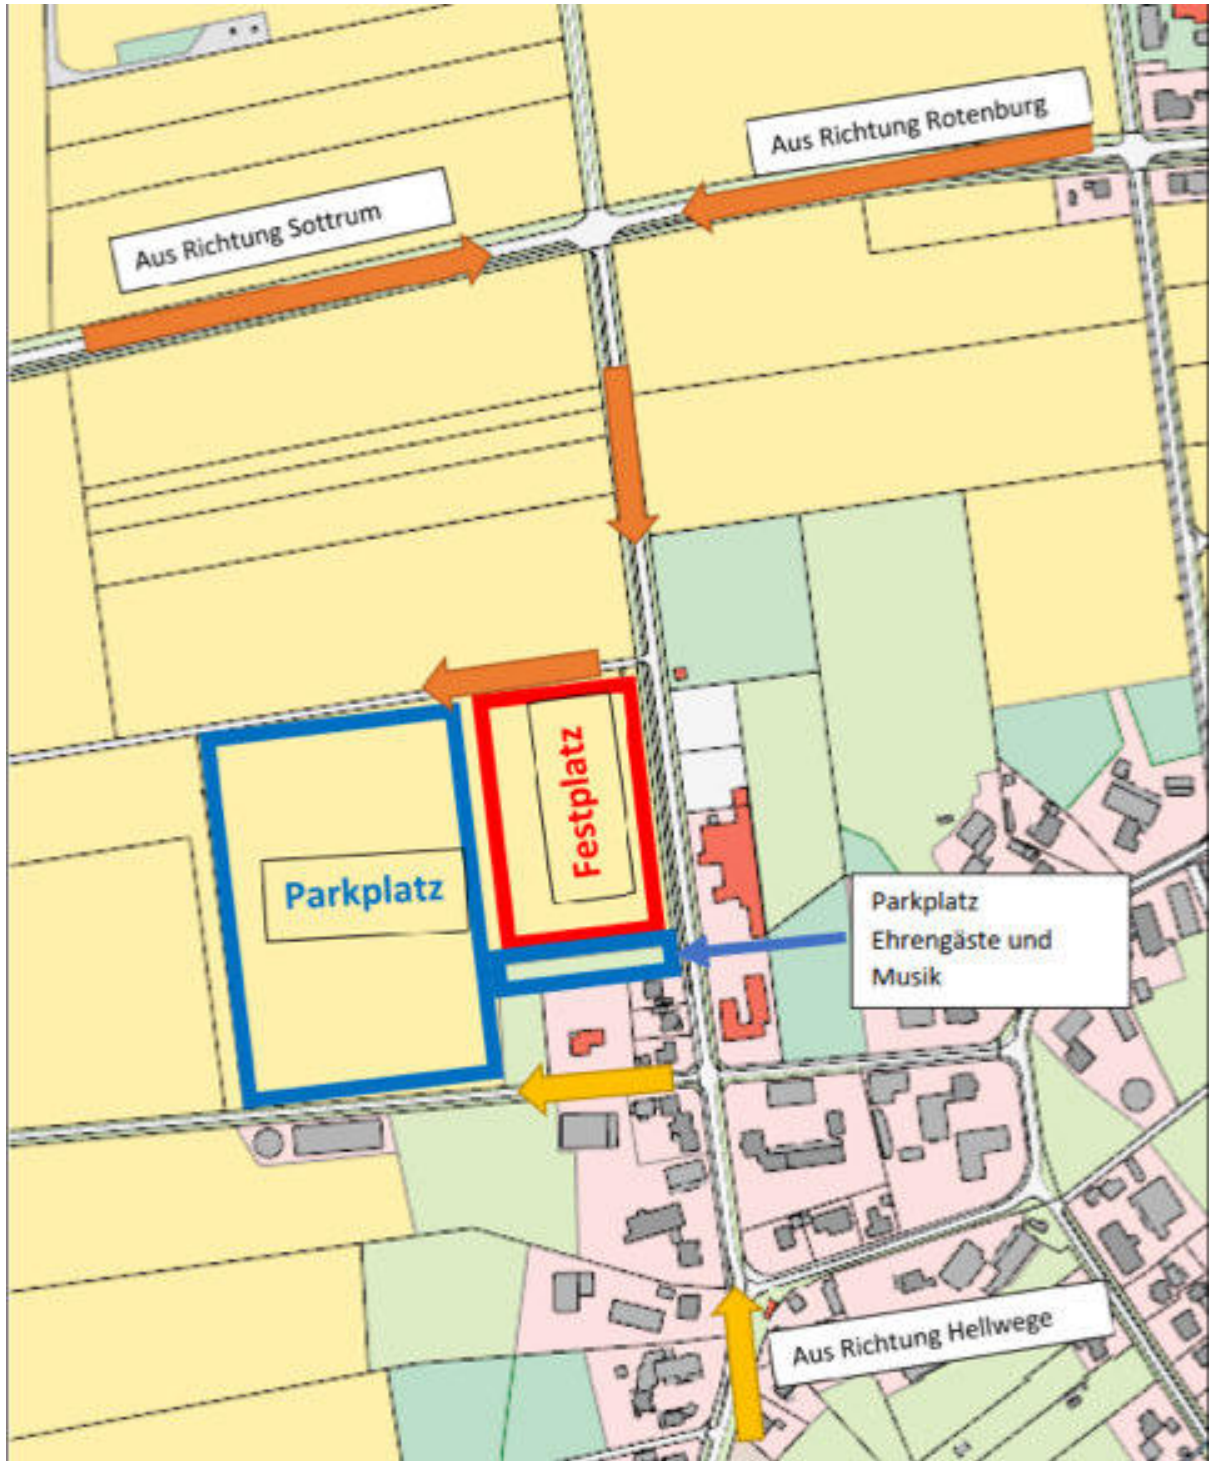 Aus Richtung Rotenburg
Aus Richtung Sottrum
Festplatz
Parkplatz
Parkplatz
Ehrengäste und
Musik
Aus Richtung Hellwege